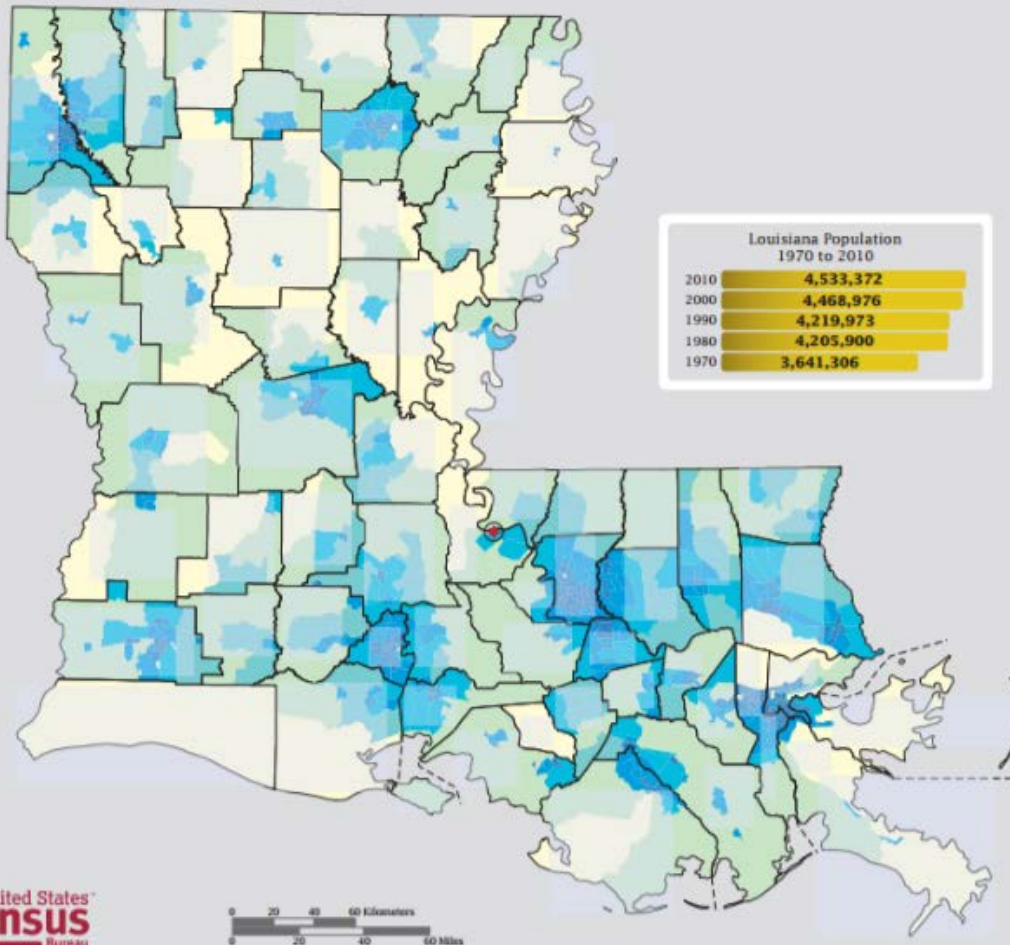 Louisiana Population
1970 to 2010
2010 4,533,372
2000 4,468,976
1990 4,219,973
1980 4,205,900
1970 3,641,306
ited States
nsus
Bureau
0 20 40 60 Kilometers
0 20 40 60 Miles